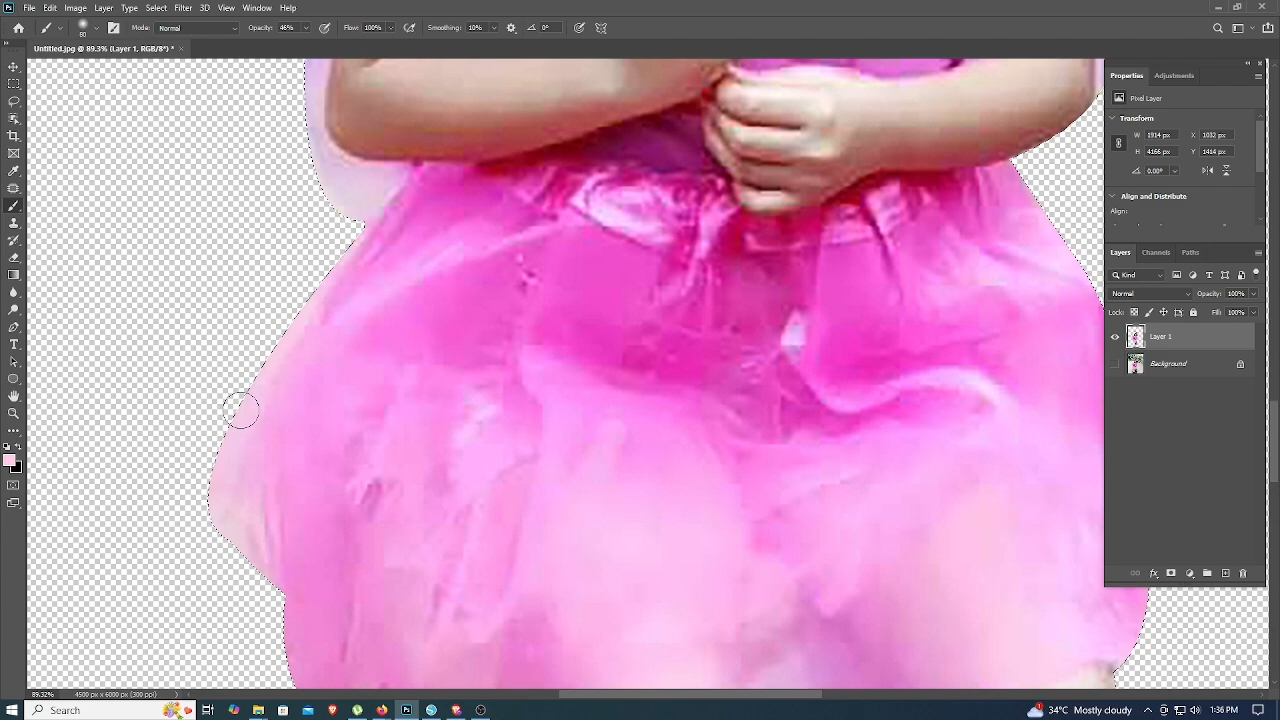 Ps File Edit Image Layer Type Select Filter 3D View Window Help
80 Mode: Normal Opacity: 46% Flow: 100% Smoothing: 10% 0°
Untitled.jpg @ 89.3% (Layer 1, RGB/8*) * ×
Properties Adjustments
Pixel Layer
Transform
W 1914 px X 1032 px
H 4166 px Y 1414 px
0.00°
Align and Distribute
Align:
Layers Channels Paths
Kind
Normal Opacity: 100%
Lock: Fill: 100%
Layer 1
Background
89.32% 4500 px x 6000 px (300 ppi)
Search Ps 34°C Mostly cloudy 1:36 PM